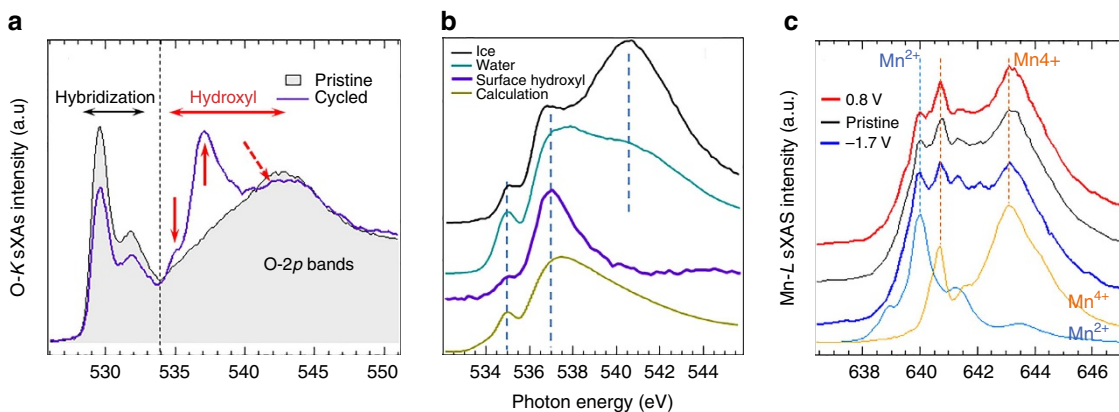 a
O-K sXAs intensity (a.u)
Hybridization
Hydroxyl
Pristine
Cycled
O-2p bands
530
535
540
545
550
b
Ice
Water
Surface hydroxyl
Calculation
534
536
538
540
542
544
Photon energy (eV)
c
Mn-L sXAS intensity (a.u.)
Mn2+
Mn4+
0.8 V
Pristine
–1.7 V
Mn4+
Mn2+
638
640
642
644
646